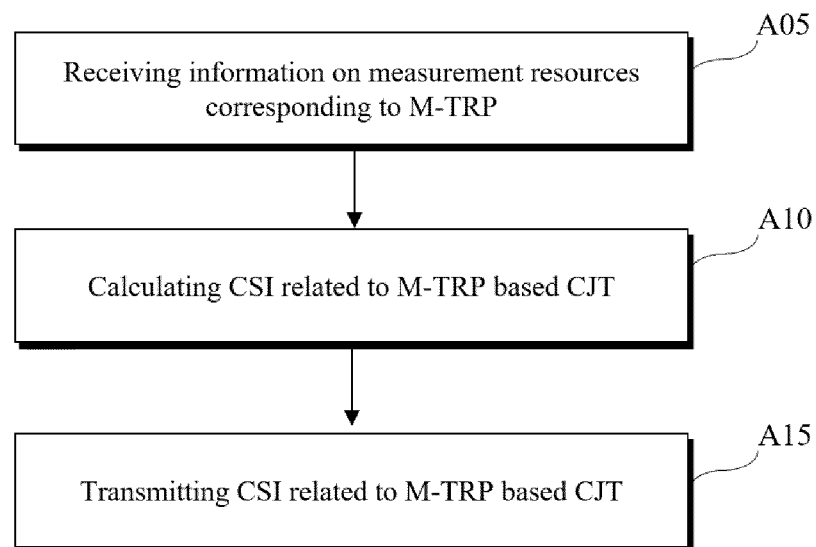 A05
Receiving information on measurement resources
corresponding to M-TRP
A10
Calculating CSI related to M-TRP based CJT
A15
Transmitting CSI related to M-TRP based CJT